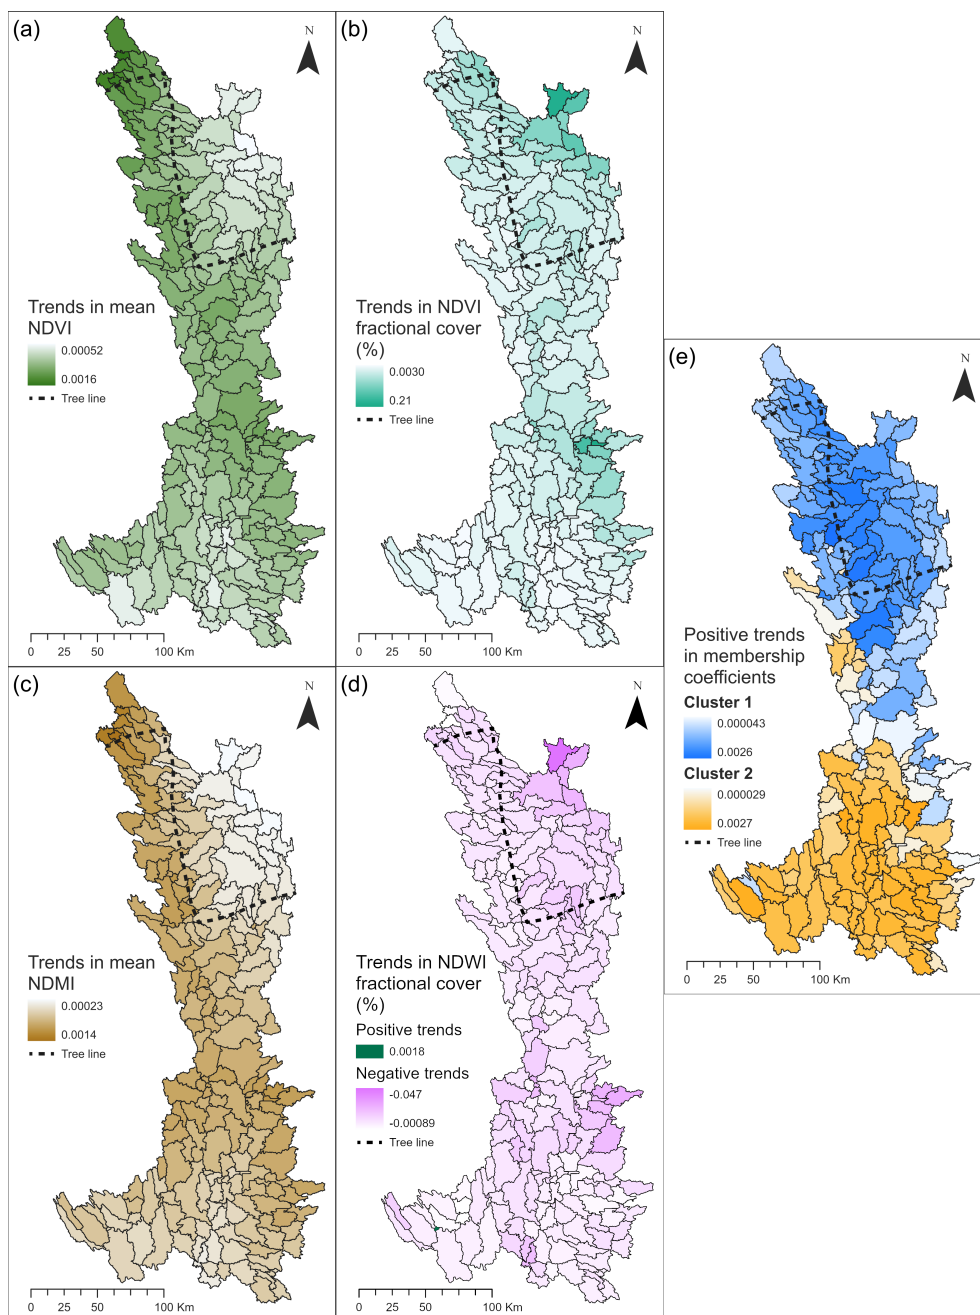 (a)
N
Trends in mean
NDVI
0.00052
0.0016
Tree line
0 25 50 100 Km
(b)
N
Trends in NDVI
fractional cover
(%)
0.0030
0.21
Tree line
0 25 50 100 Km
(c)
N
Trends in mean
NDMI
0.00023
0.0014
Tree line
0 25 50 100 Km
(d)
N
Trends in NDWI
fractional cover
(%)
Positive trends
0.0018
Negative trends
-0.047
-0.00089
Tree line
0 25 50 100 Km
(e)
N
Positive trends
in membership
coefficients
Cluster 1
0.000043
0.0026
Cluster 2
0.000029
0.0027
Tree line
0 25 50 100 Km